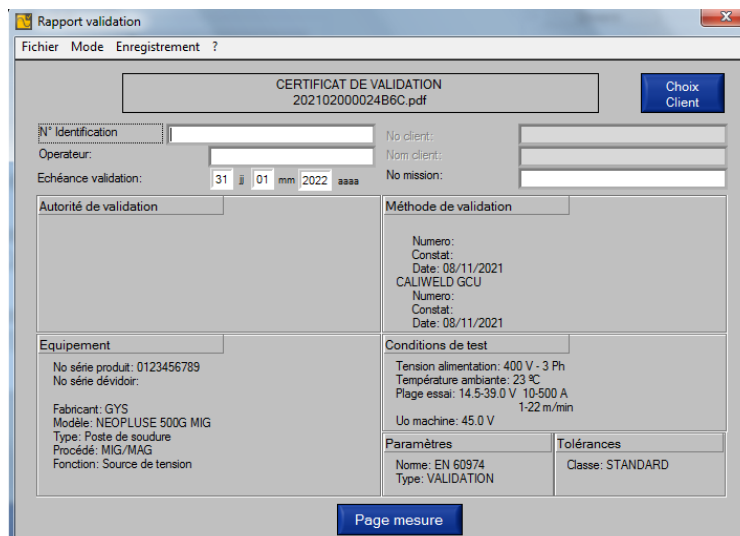 Rapport validation
Fichier Mode Enregistrement ?
CERTIFICAT DE VALIDATION
202102000024B6C.pdf
Choix
Client
N° Identification
No client:
Operateur:
Nom client:
Echéance validation: 31 jj 01 mm 2022 aaaa
No mission:
Autorité de validation
Méthode de validation
Numero:
Constat:
Date: 08/11/2021
CALIWELD GCU
Numero:
Constat:
Date: 08/11/2021
Equipement
No série produit: 0123456789
No série dévidoir:
Fabricant: GYS
Modèle: NEOPLUSE 500G MIG
Type: Poste de soudure
Procédé: MIG/MAG
Fonction: Source de tension
Conditions de test
Tension alimentation: 400 V - 3 Ph
Température ambiante: 23 ºC
Plage essai: 14.5-39.0 V 10-500 A
1-22 m/min
Uo machine: 45.0 V
Paramètres
Norme: EN 60974
Type: VALIDATION
Tolérances
Classe: STANDARD
Page mesure